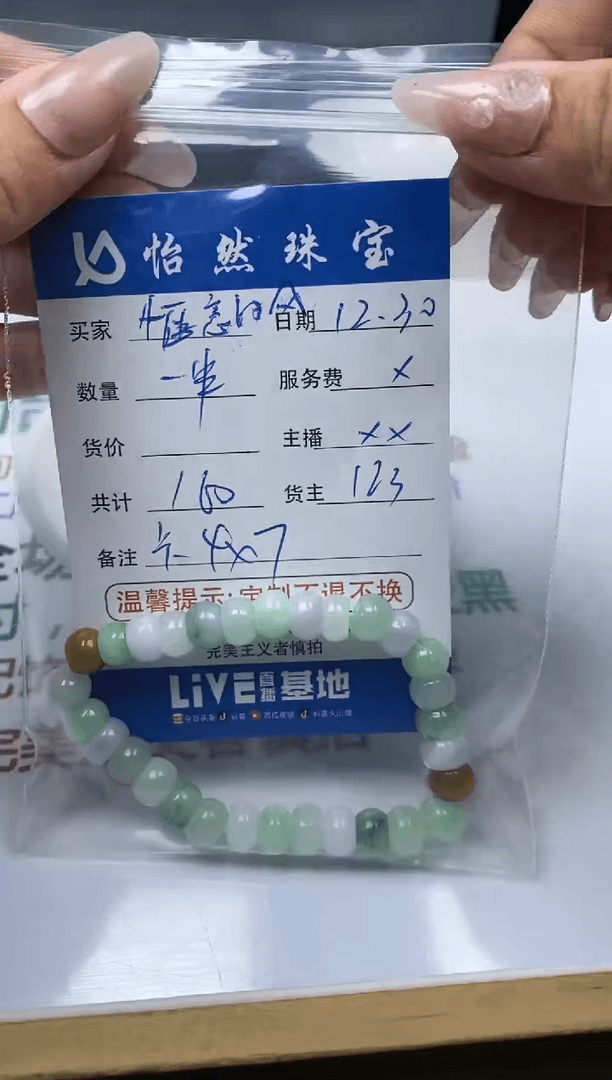 怡然珠宝
买家 日期 12.30
数量 一串 服务费 x
货价 主播 xx
共计 160 货主 123
备注 卡 4x7
温馨提示:定制不退不换
完美主义者慎拍
LiVE直播基地